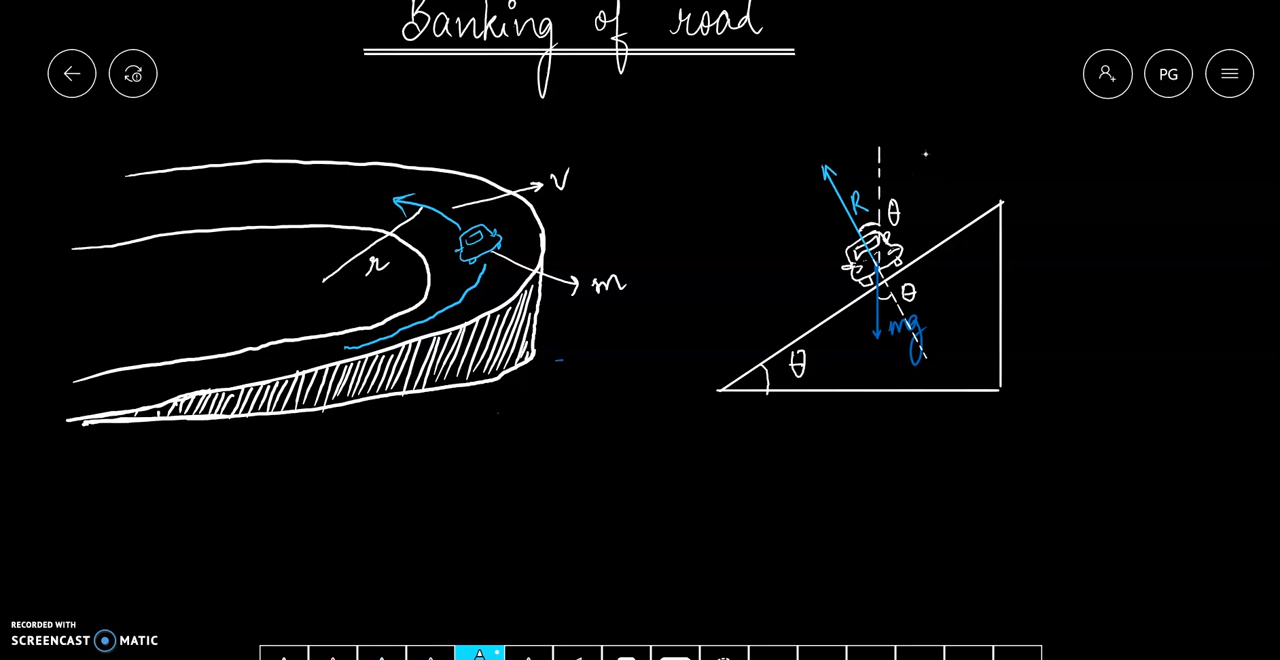 Banking of road
PG
v
r
m
R
θ
θ
mg
θ
RECORDED WITH
SCREENCAST MATIC